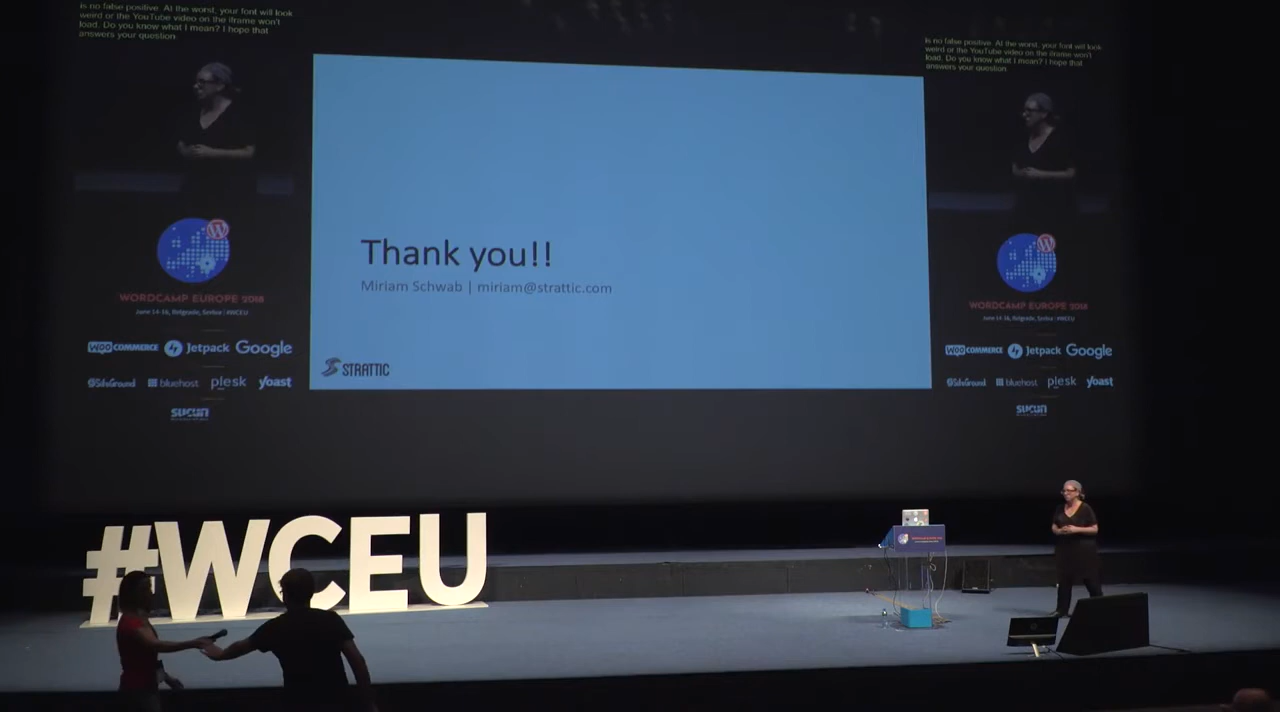 is no false positive. At the worst, your font will look
weird or the YouTube video on the iframe won't
load. Do you know what I mean? I hope that
answers your question.
is no false positive. At the worst, your font will look
weird or the YouTube video on the iframe won't
load. Do you know what I mean? I hope that
answers your question.
Thank you!!
Miriam Schwab | miriam@strattic.com
STRATTIC
WORDCAMP EUROPE 2018
June 14-16, Belgrade, Serbia | #WCEU
WOO COMMERCE Jetpack Google
SiteGround bluehost plesk yoast
SUCURI
WORDCAMP EUROPE 2018
June 14-16, Belgrade, Serbia | #WCEU
WOO COMMERCE Jetpack Google
SiteGround bluehost plesk yoast
SUCURI
#WCEU